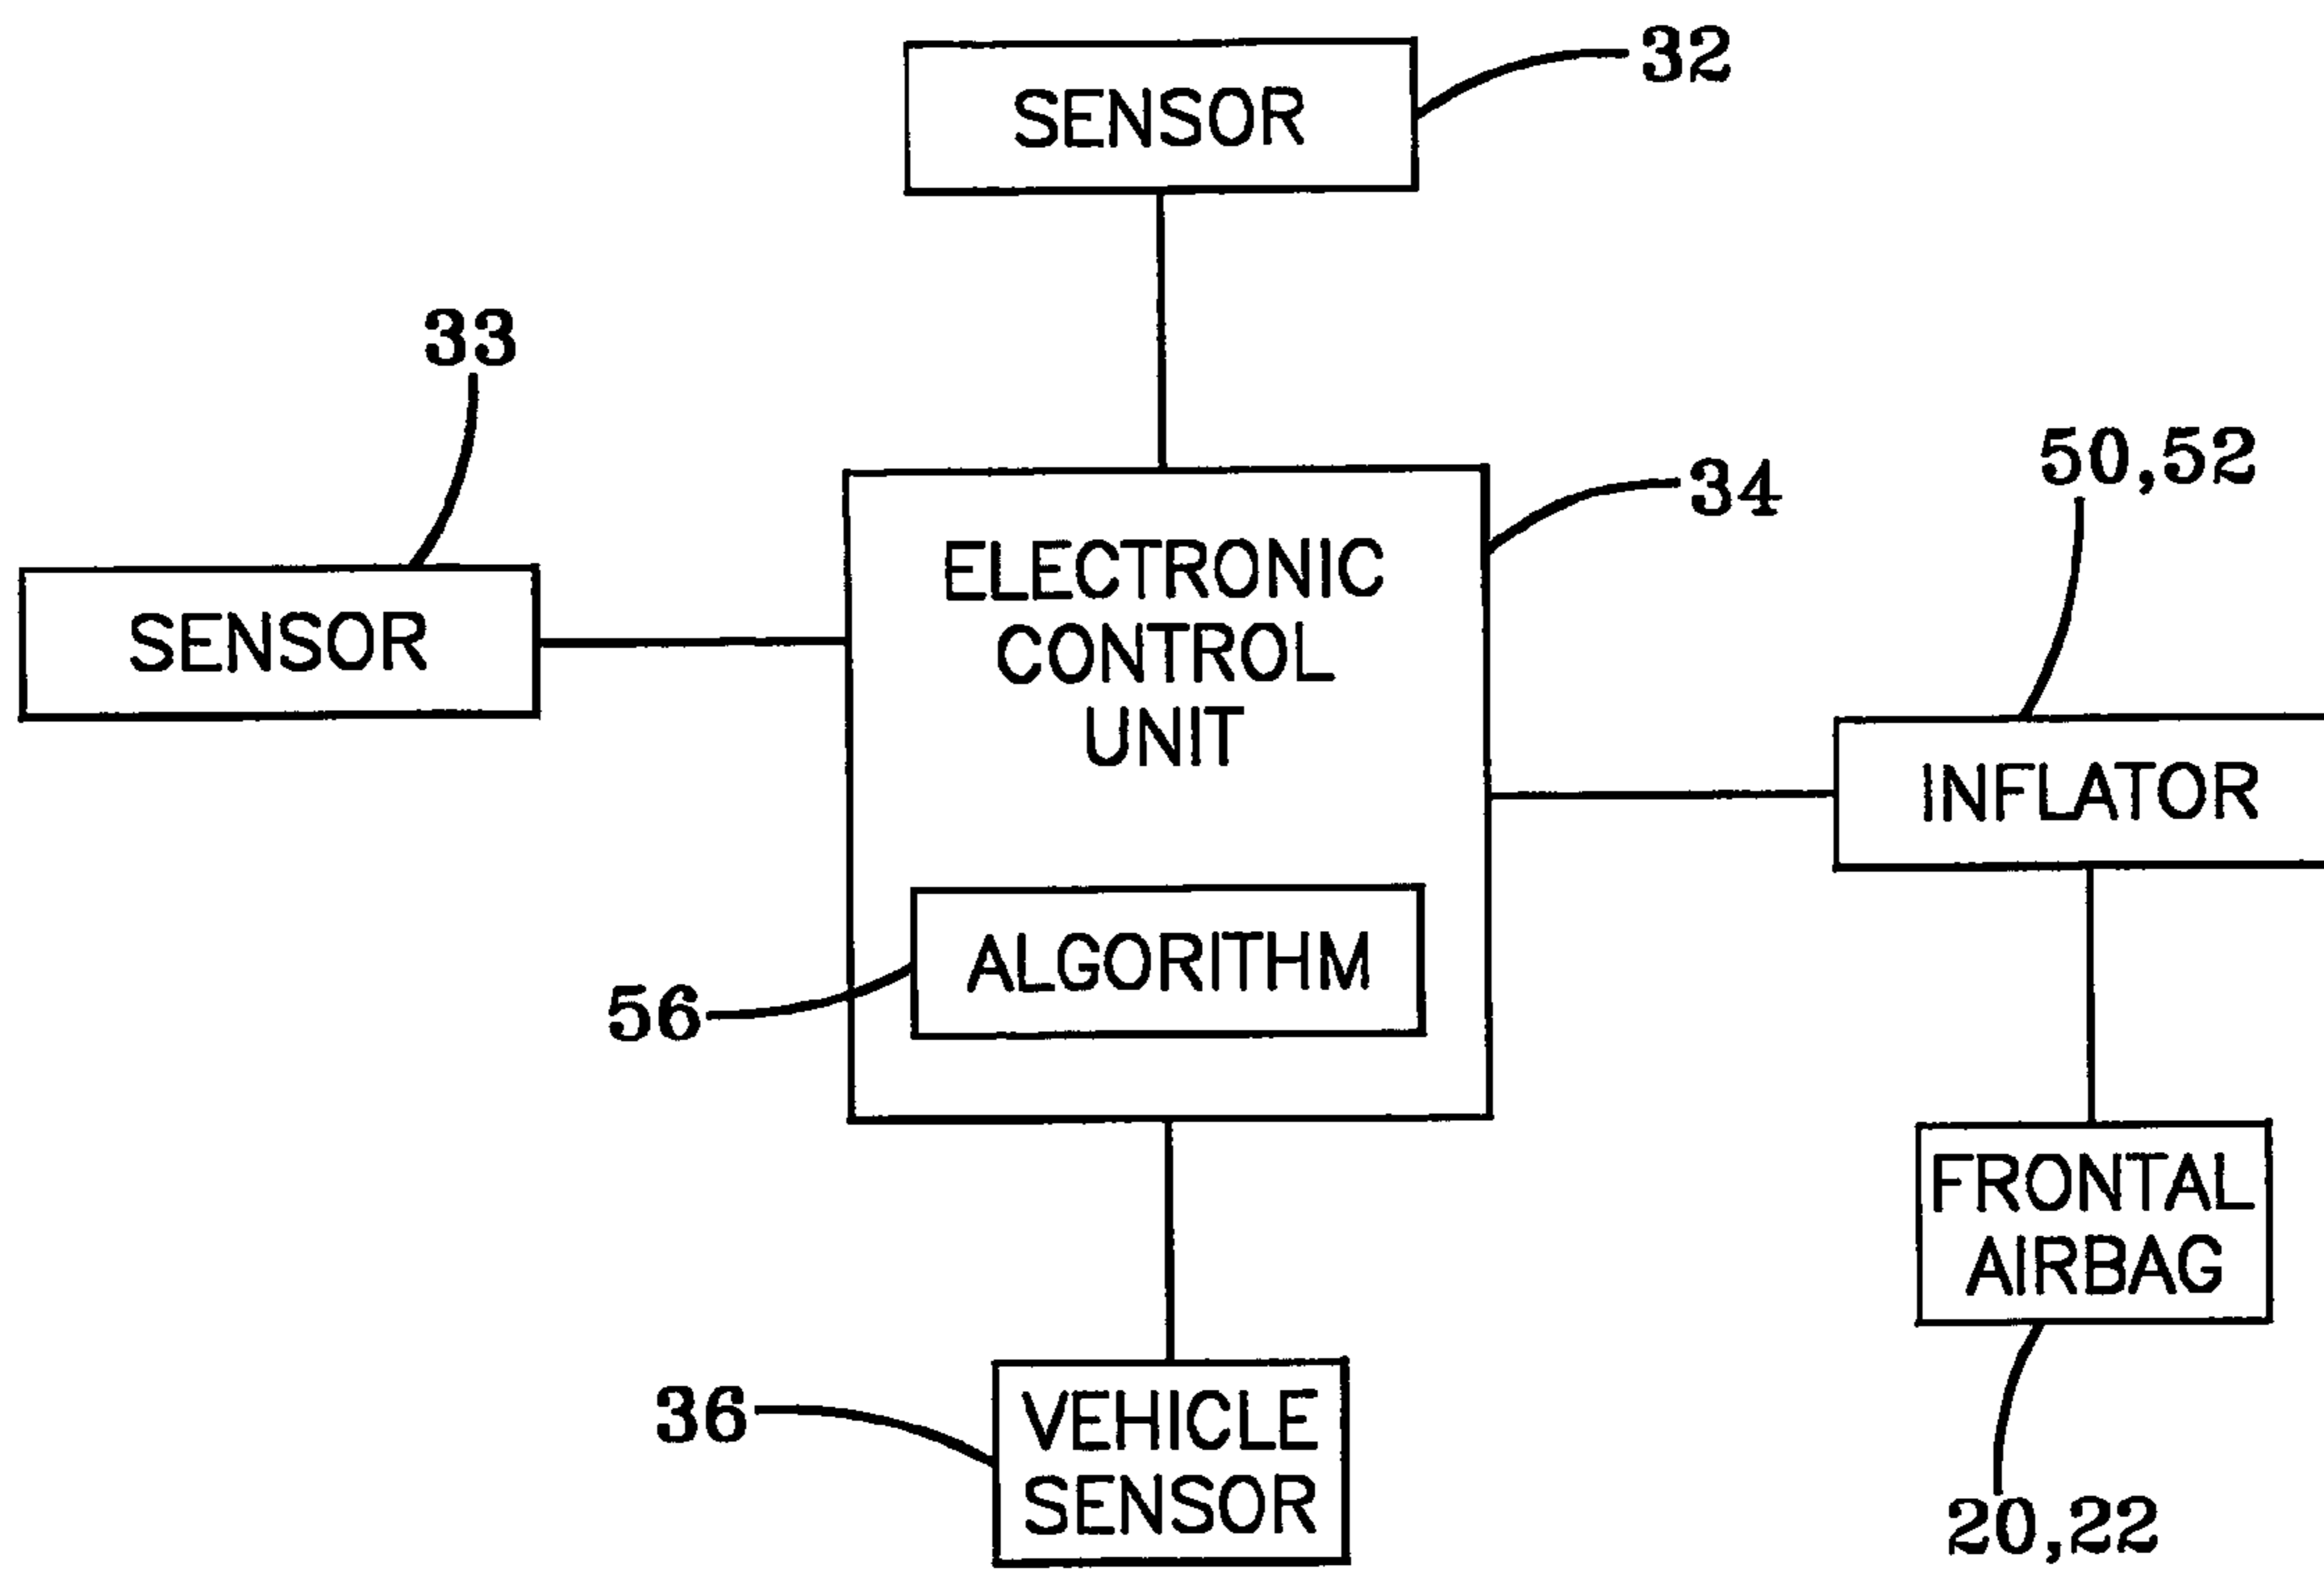 SENSOR
32
33
SENSOR
ELECTRONIC
CONTROL
UNIT
34
50,52
INFLATOR
ALGORITHM
56
FRONTAL
AIRBAG
36
VEHICLE
SENSOR
20,22